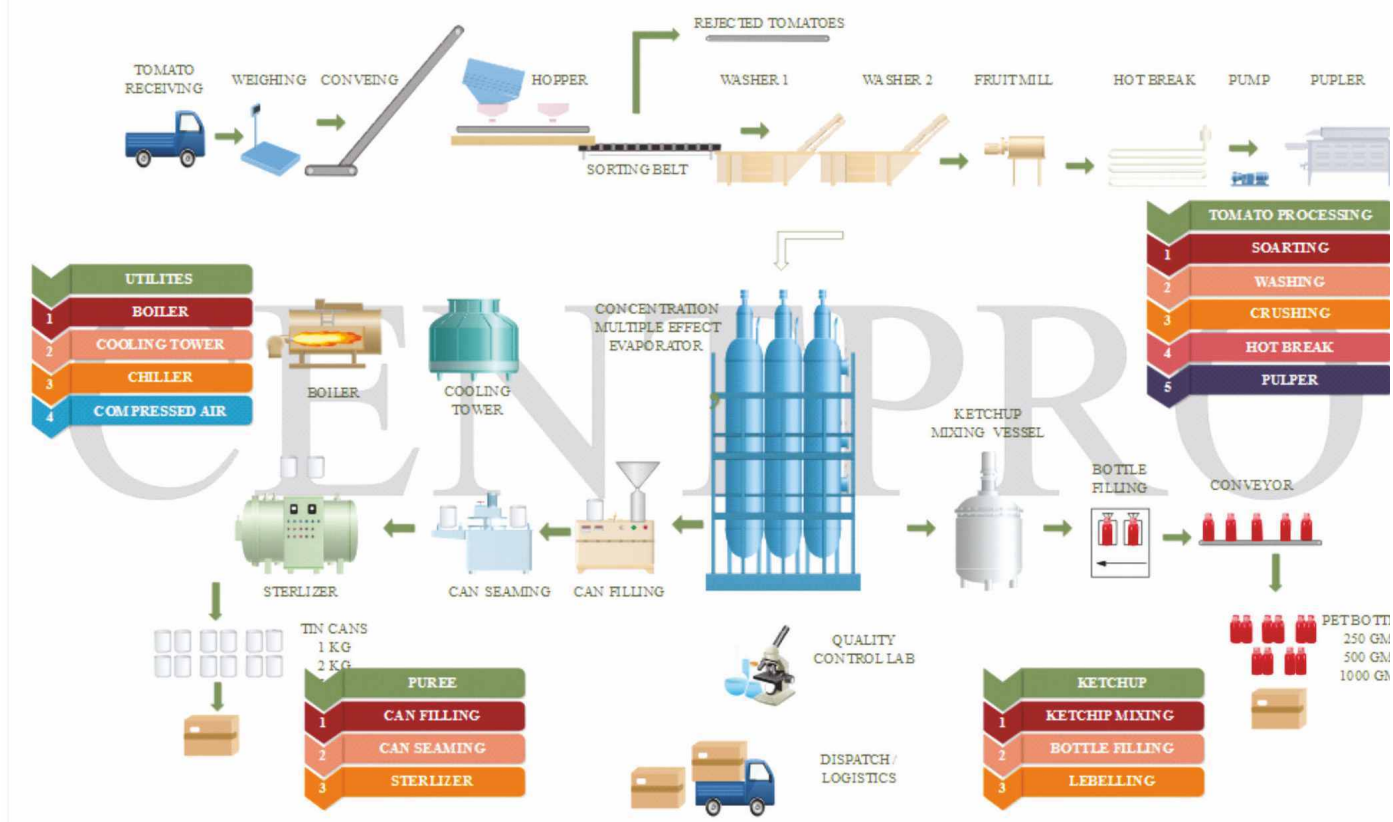 REJECTED TOMATOES
TOMATO
RECEIVING
WEIGHING
CONVEING
HOPPER
WASHER 1
WASHER 2
FRUIT MILL
HOT BREAK
PUMP
PUPLER
SORTING BELT
TOMATO PROCESSING
1 SOARTING
2 WASHING
3 CRUSHING
4 HOT BREAK
5 PULPER
UTILITES
1 BOILER
2 COOLING TOWER
3 CHILLER
4 COMPRESSED AIR
BOILER
COOLING
TOWER
CONCENTRATION
MULTIPLE EFFECT
EVAPORATOR
CENTPRO
KETCHUP
MIXING VESSEL
BOTTLE
FILLING
CONVEYOR
STERLIZER
CAN SEAMING
CAN FILLING
TIN CANS
1 KG
2 KG
PUREE
1 CAN FILLING
2 CAN SEAMING
3 STERLIZER
QUALITY
CONTROL LAB
DISPATCH /
LOGISTICS
KETCHUP
1 KETCHIP MIXING
2 BOTTLE FILLING
3 LEBELLING
PET BOTT
250 GM
500 GM
1000 GM